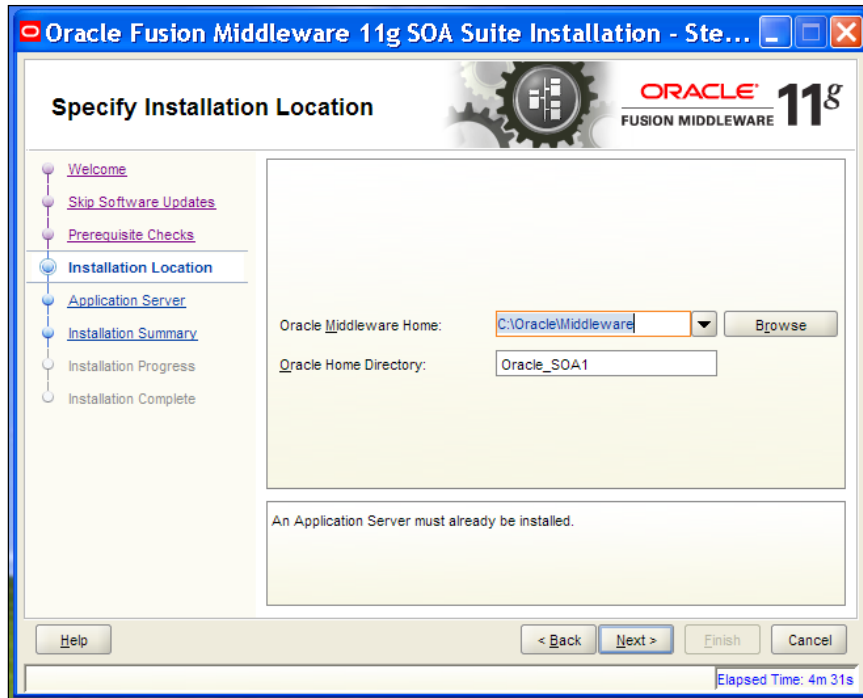 Oracle Fusion Middleware 11g SOA Suite Installation - Ste...
Specify Installation Location
ORACLE
FUSION MIDDLEWARE
11g
Welcome
Skip Software Updates
Prerequisite Checks
Installation Location
Application Server
Installation Summary
Installation Progress
Installation Complete
Oracle Middleware Home:
C:\Oracle\Middleware
Browse
Oracle Home Directory:
Oracle_SOA1
An Application Server must already be installed.
Help
< Back
Next >
Finish
Cancel
Elapsed Time: 4m 31s